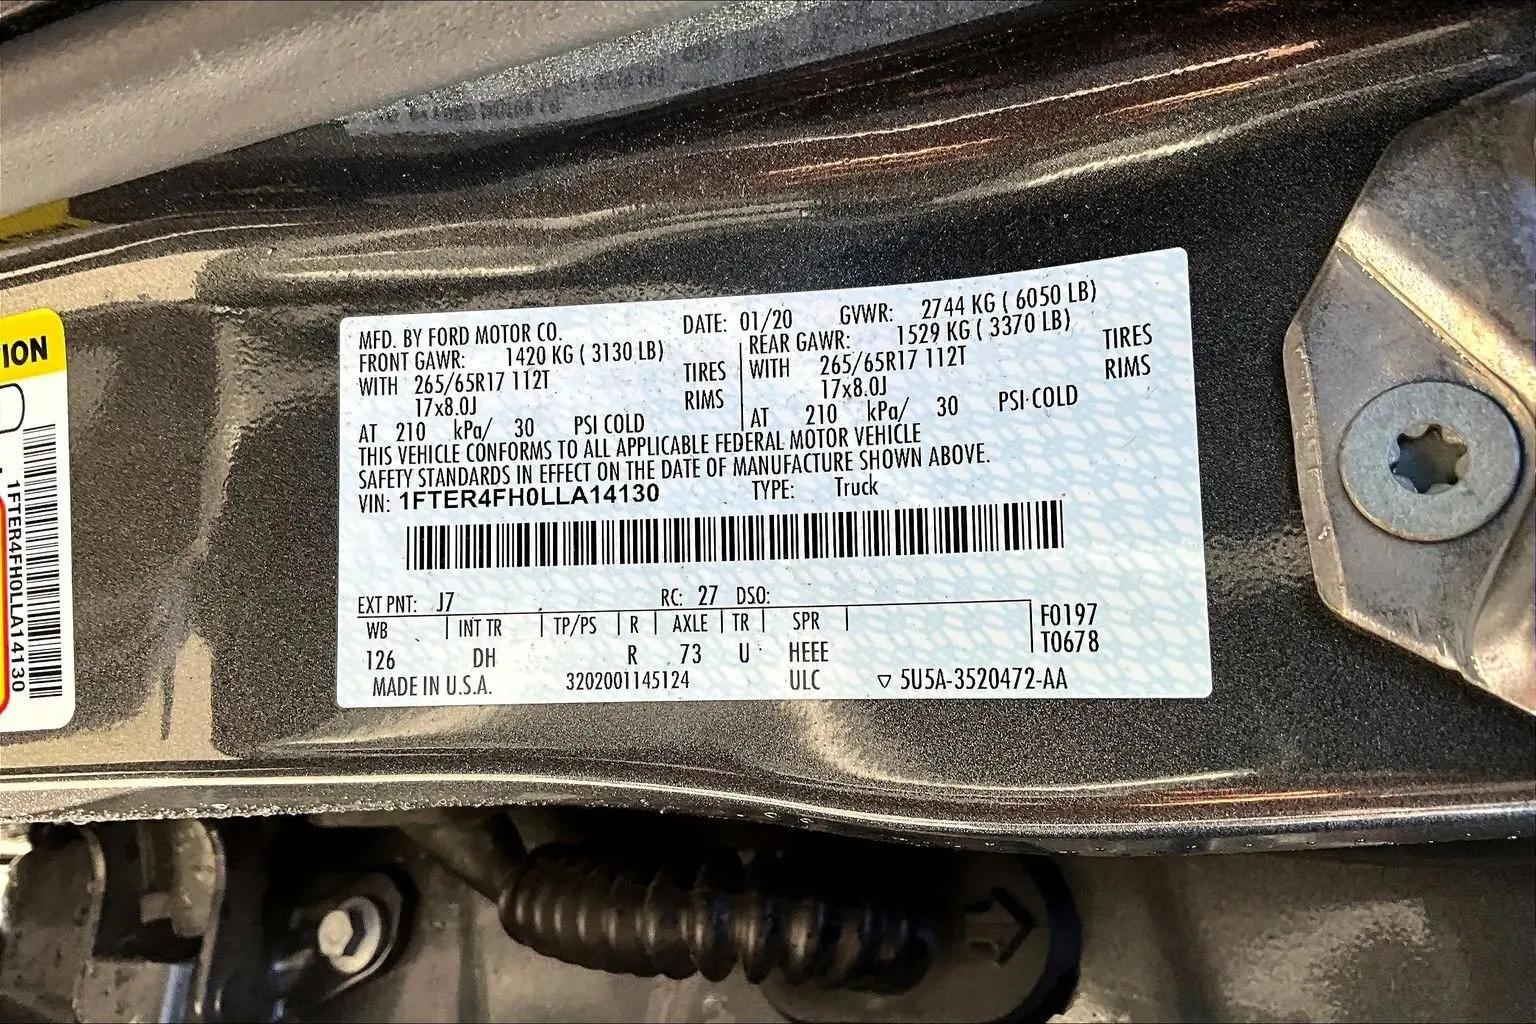 MFD. BY FORD MOTOR CO. DATE: 01/20 GVWR: 2744 KG ( 6050 LB)
FRONT GAWR: 1420 KG ( 3130 LB) REAR GAWR: 1529 KG ( 3370 LB)
WITH 265/65R17 112T TIRES WITH 265/65R17 112T TIRES
17x8.0J RIMS 17x8.0J RIMS
AT 210 kPa/ 30 PSI COLD AT 210 kPa/ 30 PSI COLD
THIS VEHICLE CONFORMS TO ALL APPLICABLE FEDERAL MOTOR VEHICLE
SAFETY STANDARDS IN EFFECT ON THE DATE OF MANUFACTURE SHOWN ABOVE.
VIN: 1FTER4FH0LLA14130 TYPE: Truck
EXT PNT: J7 RC: 27 DSO:
WB INT TR TP/PS R AXLE TR SPR F0197
126 DH R 73 U HEEE T0678
MADE IN U.S.A. 3202001145124 ULC ▽ 5U5A-3520472-AA
ION
1FTER4FH0LLA14130